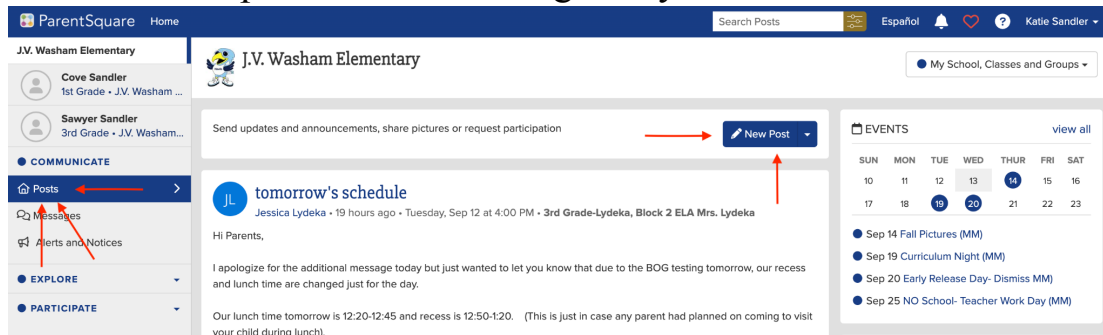 ParentSquare Home Search Posts Español ? Katie Sandler
J.V. Washam Elementary
Cove Sandler
1st Grade • J.V. Washam ...
Sawyer Sandler
3rd Grade • J.V. Washam...
COMMUNICATE
Posts
Messages
Alerts and Notices
EXPLORE
PARTICIPATE
J.V. Washam Elementary
My School, Classes and Groups
Send updates and announcements, share pictures or request participation
New Post
JL
tomorrow's schedule
Jessica Lydeka • 19 hours ago • Tuesday, Sep 12 at 4:00 PM • 3rd Grade-Lydeka, Block 2 ELA Mrs. Lydeka
Hi Parents,
I apologize for the additional message today but just wanted to let you know that due to the BOG testing tomorrow, our recess
and lunch time are changed just for the day.
Our lunch time tomorrow is 12:20-12:45 and recess is 12:50-1:20. (This is just in case any parent had planned on coming to visit
your child during lunch).
EVENTS view all
SUN MON TUE WED THUR FRI SAT
10 11 12 13 14 15 16
17 18 19 20 21 22 23
Sep 14 Fall Pictures (MM)
Sep 19 Curriculum Night (MM)
Sep 20 Early Release Day- Dismiss MM)
Sep 25 NO School- Teacher Work Day (MM)